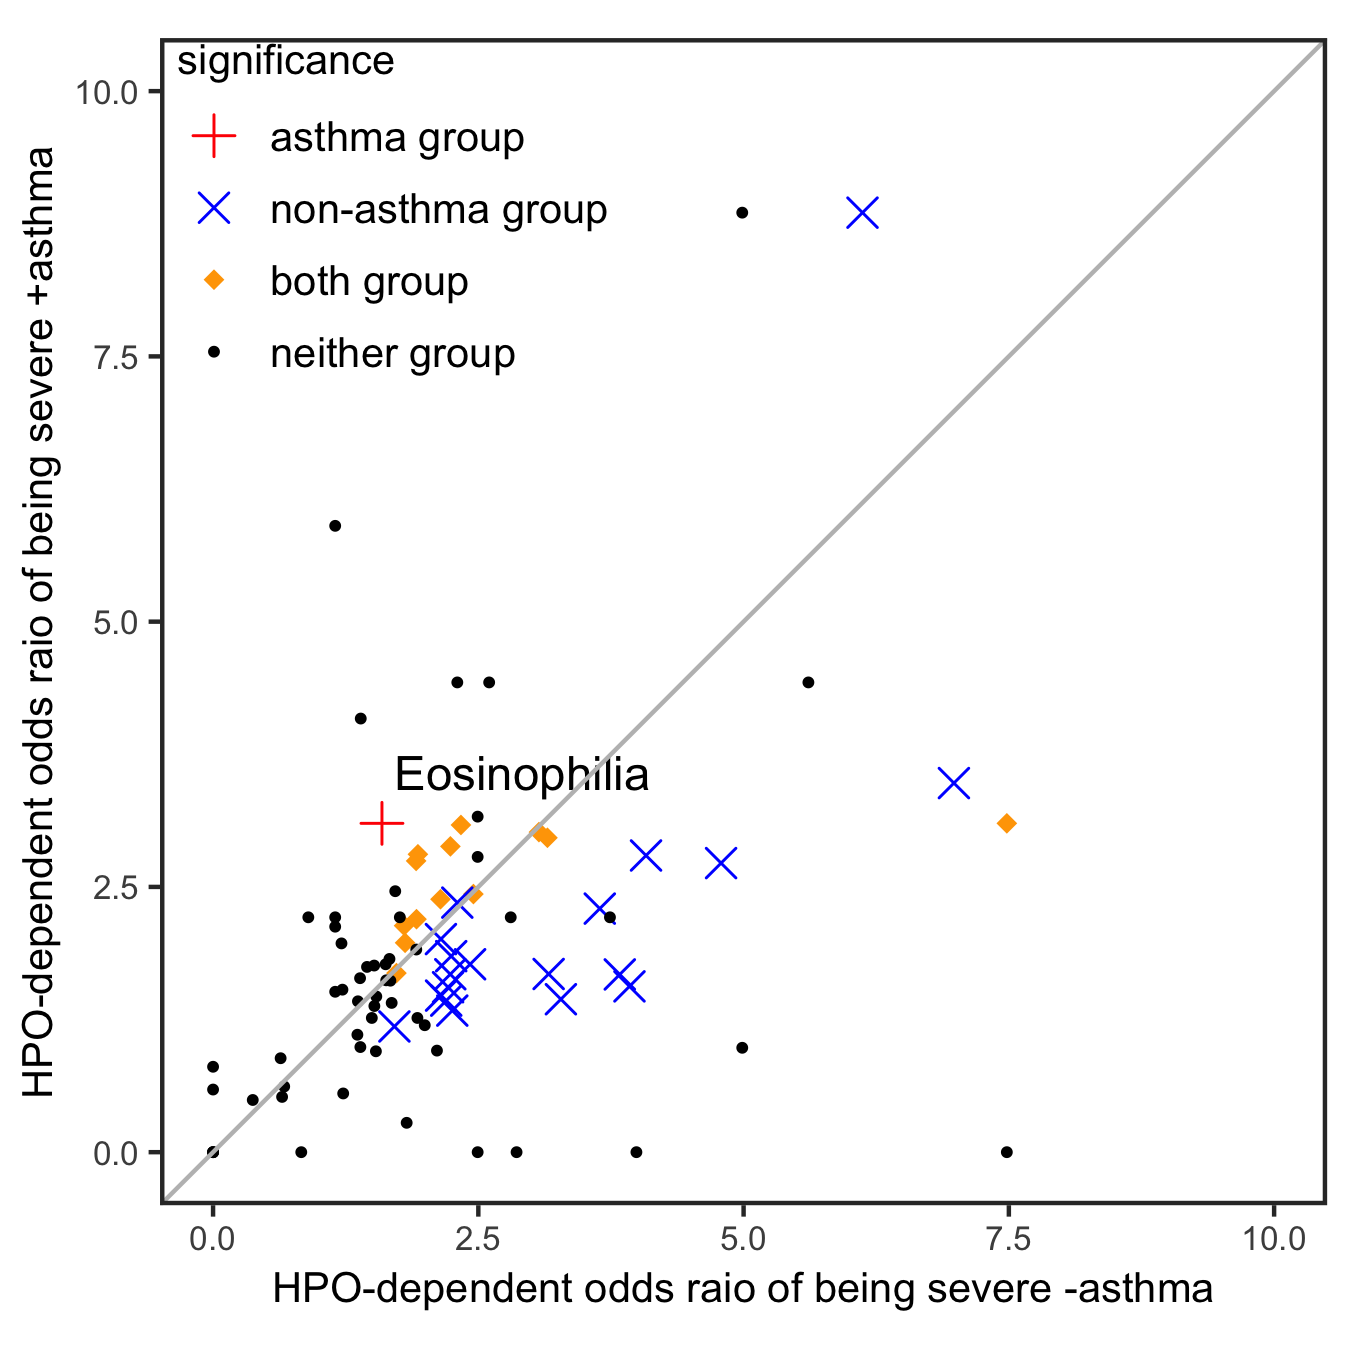 significance
asthma group
non-asthma group
both group
neither group
Eosinophilia
10.0
7.5
5.0
2.5
0.0
0.0 2.5 5.0 7.5 10.0
HPO-dependent odds raio of being severe +asthma
HPO-dependent odds raio of being severe -asthma